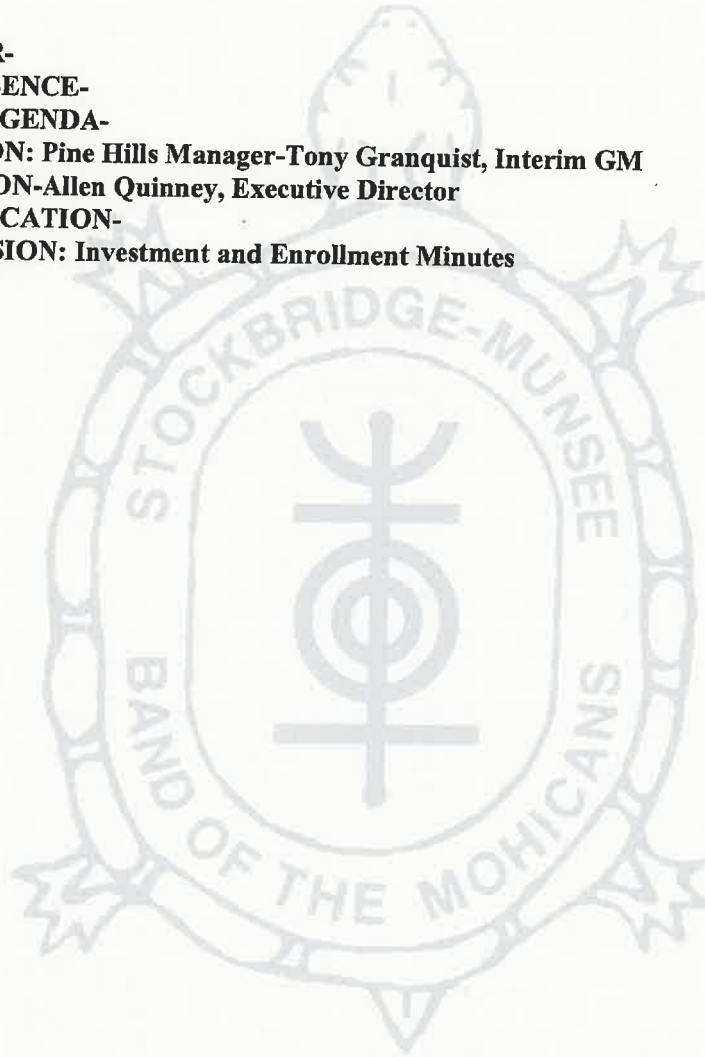 R-
ENCE-
GENDA-
ON: Pine Hills Manager-Tony Granquist, Interim GM
ON-Allen Quinney, Executive Director
CATION-
SION: Investment and Enrollment Minutes
STOCKBRIDGE-MUNSEE
BAND OF THE MOHICANS